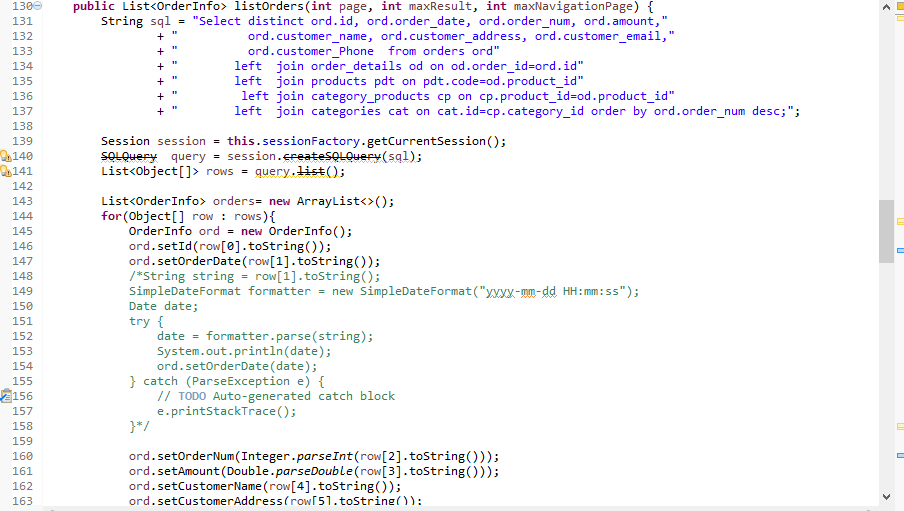 130 public List<OrderInfo> listOrders(int page, int maxResult, int maxNavigationPage) {
131 String sql = "Select distinct ord.id, ord.order_date, ord.order_num, ord.amount,"
132 + " ord.customer_name, ord.customer_address, ord.customer_email,"
133 + " ord.customer_Phone  from orders ord"
134 + " left  join order_details od on od.order_id=ord.id"
135 + " left  join products pdt on pdt.code=od.product_id"
136 + " left  join category_products cp on cp.product_id=od.product_id"
137 + " left  join categories cat on cat.id=cp.category_id order by ord.order_num desc;";
138
139 Session session = this.sessionFactory.getCurrentSession();
140 SQLQuery  query = session.createSQLQuery(sql);
141 List<Object[]> rows = query.list();
142
143 List<OrderInfo> orders= new ArrayList<>();
144 for(Object[] row : rows){
145 OrderInfo ord = new OrderInfo();
146 ord.setId(row[0].toString());
147 ord.setOrderDate(row[1].toString());
148 /*String string = row[1].toString();
149 SimpleDateFormat formatter = new SimpleDateFormat("yyyy-mm-dd HH:mm:ss");
150 Date date;
151 try {
152 date = formatter.parse(string);
153 System.out.println(date);
154 ord.setOrderDate(date);
155 } catch (ParseException e) {
156 // TODO Auto-generated catch block
157 e.printStackTrace();
158 }*/
159
160 ord.setOrderNum(Integer.parseInt(row[2].toString()));
161 ord.setAmount(Double.parseDouble(row[3].toString()));
162 ord.setCustomerName(row[4].toString());
163 ord.setCustomerAddress(row[5].toString());